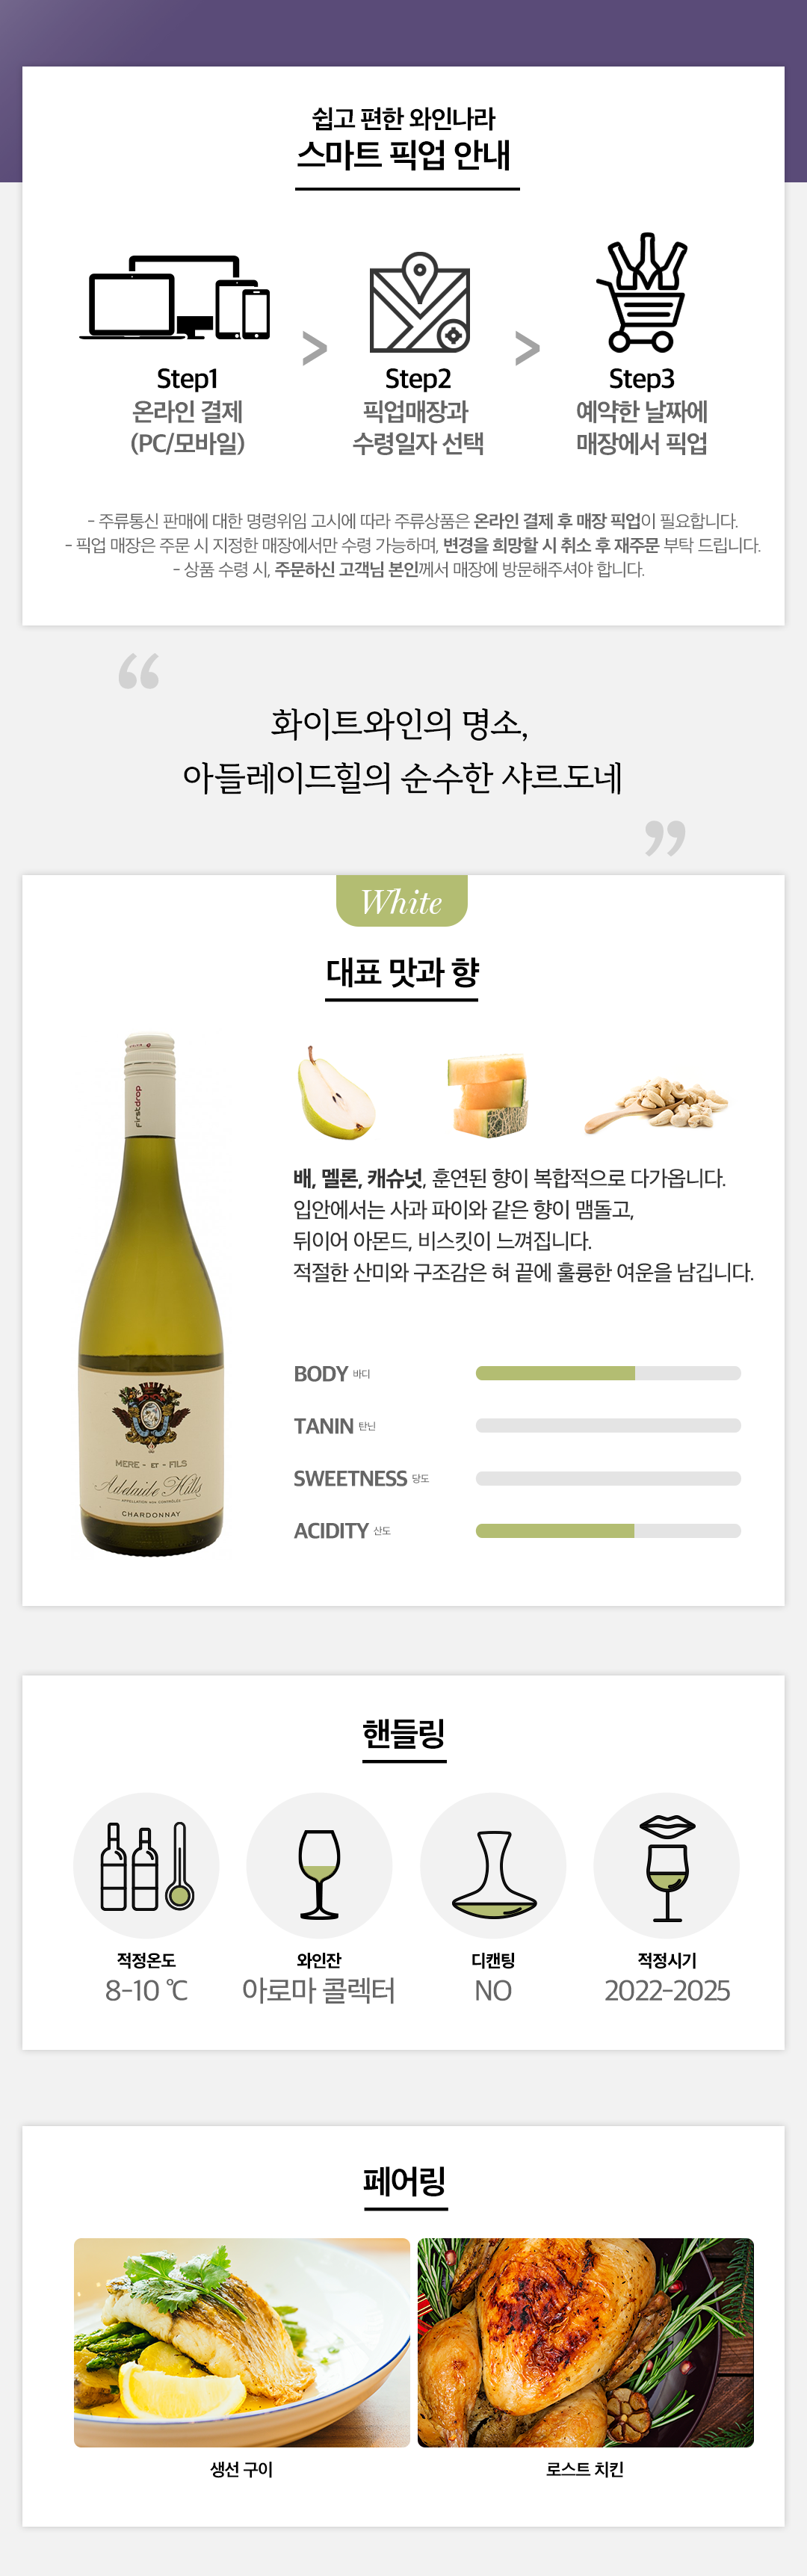 쉽고 편한 와인나라
스마트 픽업 안내
Step1
온라인 결제
(PC/모바일)
>
Step2
픽업매장과
수령일자 선택
>
Step3
예약한 날짜에
매장에서 픽업
- 주류통신 판매에 대한 명령위임 고시에 따라 주류상품은 온라인 결제 후 매장 픽업이 필요합니다.
- 픽업 매장은 주문 시 지정한 매장에서만 수령 가능하며, 변경을 희망할 시 취소 후 재주문 부탁 드립니다.
- 상품 수령 시, 주문하신 고객님 본인께서 매장에 방문해주셔야 합니다.
“
화이트와인의 명소,
아들레이드힐의 순수한 샤르도네
”
White
대표 맛과 향
firstdrop
MERE - ET - FILS
Adelaide Hills
CHARDONNAY
배, 멜론, 캐슈넛, 훈연된 향이 복합적으로 다가옵니다.
입안에서는 사과 파이와 같은 향이 맴돌고,
뒤이어 아몬드, 비스킷이 느껴집니다.
적절한 산미와 구조감은 혀 끝에 훌륭한 여운을 남깁니다.
BODY 바디
TANIN 탄닌
SWEETNESS 당도
ACIDITY 산도
핸들링
적정온도
8-10 ℃
와인잔
아로마 콜렉터
디캔팅
NO
적정시기
2022-2025
페어링
생선 구이
로스트 치킨